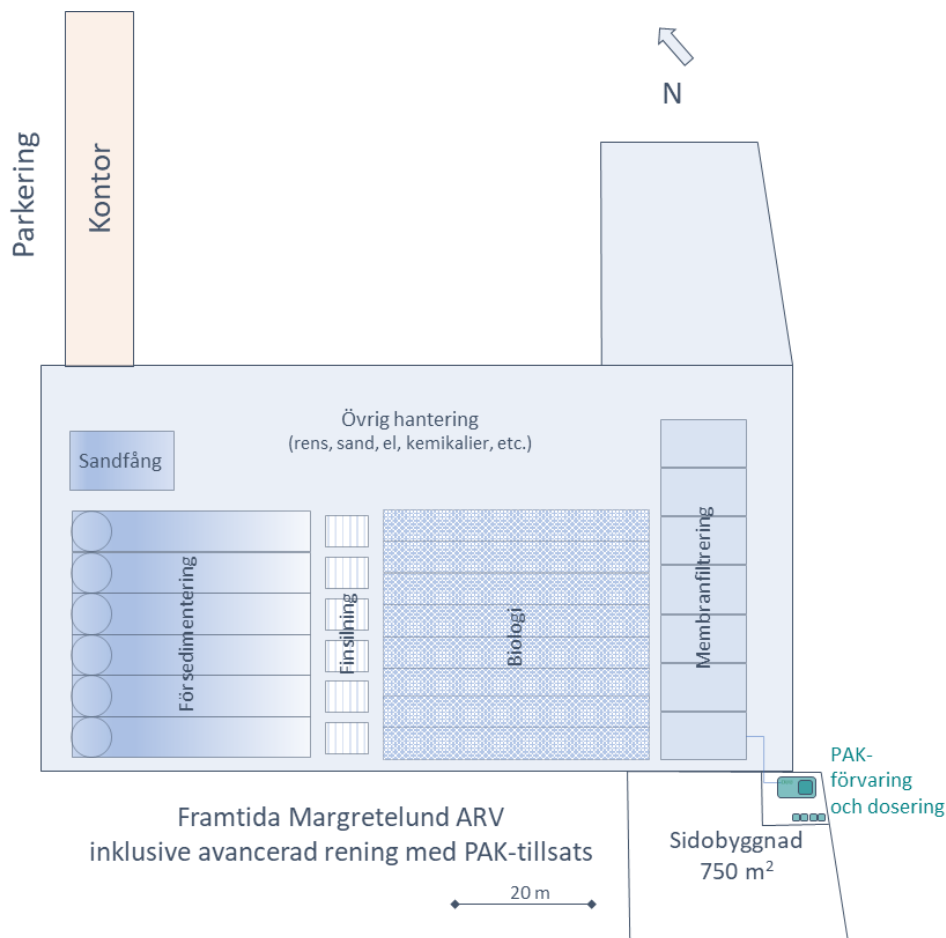 N
Parkering
Kontor
Övrig hantering
(rens, sand, el, kemikalier, etc.)
Sandfång
Försedimentering
Finsilning
Biologi
Membranfiltrering
PAK-
förvaring
och dosering
Framtida Margretelund ARV
inklusive avancerad rening med PAK-tillsats
Sidobyggnad
750 m²
20 m